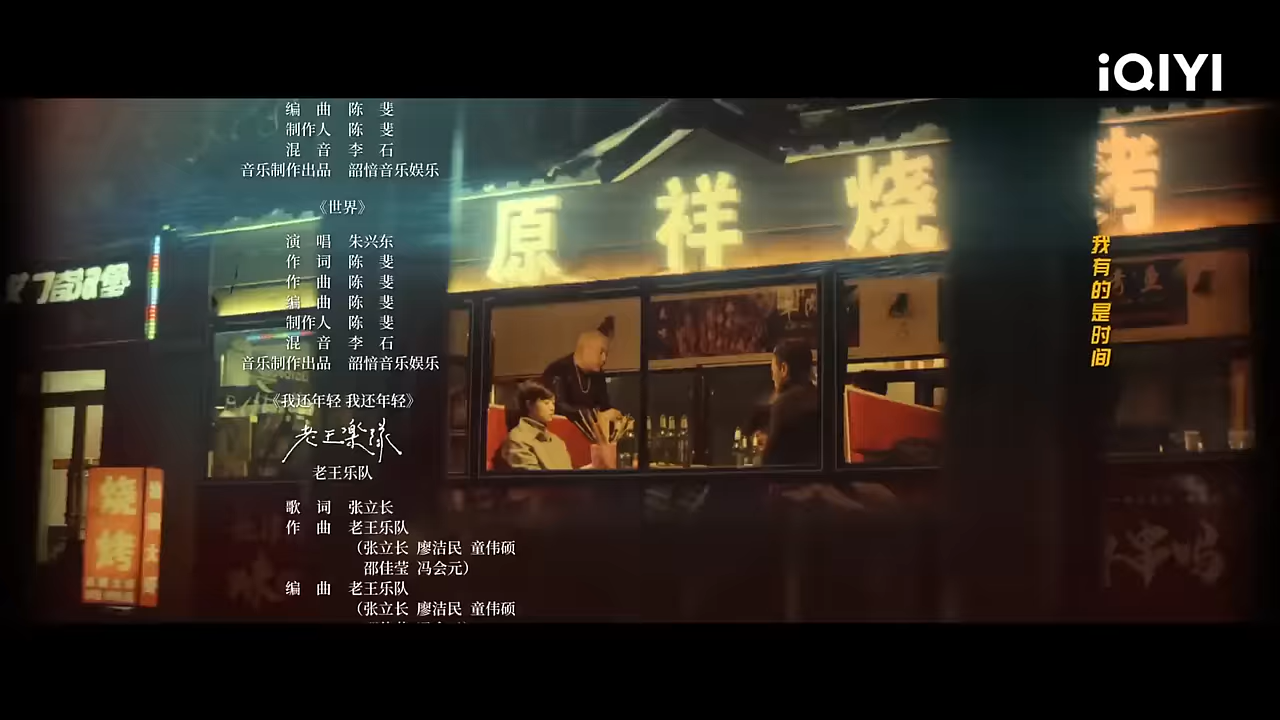 iQIYI
编 曲 陈 斐
制作人 陈 斐
混 音 李 石
音乐制作出品 韶愔音乐娱乐
《世界》
演 唱 朱兴东
作 词 陈 斐
作 曲 陈 斐
编 曲 陈 斐
制作人 陈 斐
混 音 李 石
音乐制作出品 韶愔音乐娱乐
《我还年轻 我还年轻》
老王樂隊
老王乐队
歌 词 张立长
作 曲 老王乐队
（张立长 廖洁民 童伟硕
邵佳莹 冯会元）
编 曲 老王乐队
（张立长 廖洁民 童伟硕
原祥烧烤
我有的是时间
烧烤